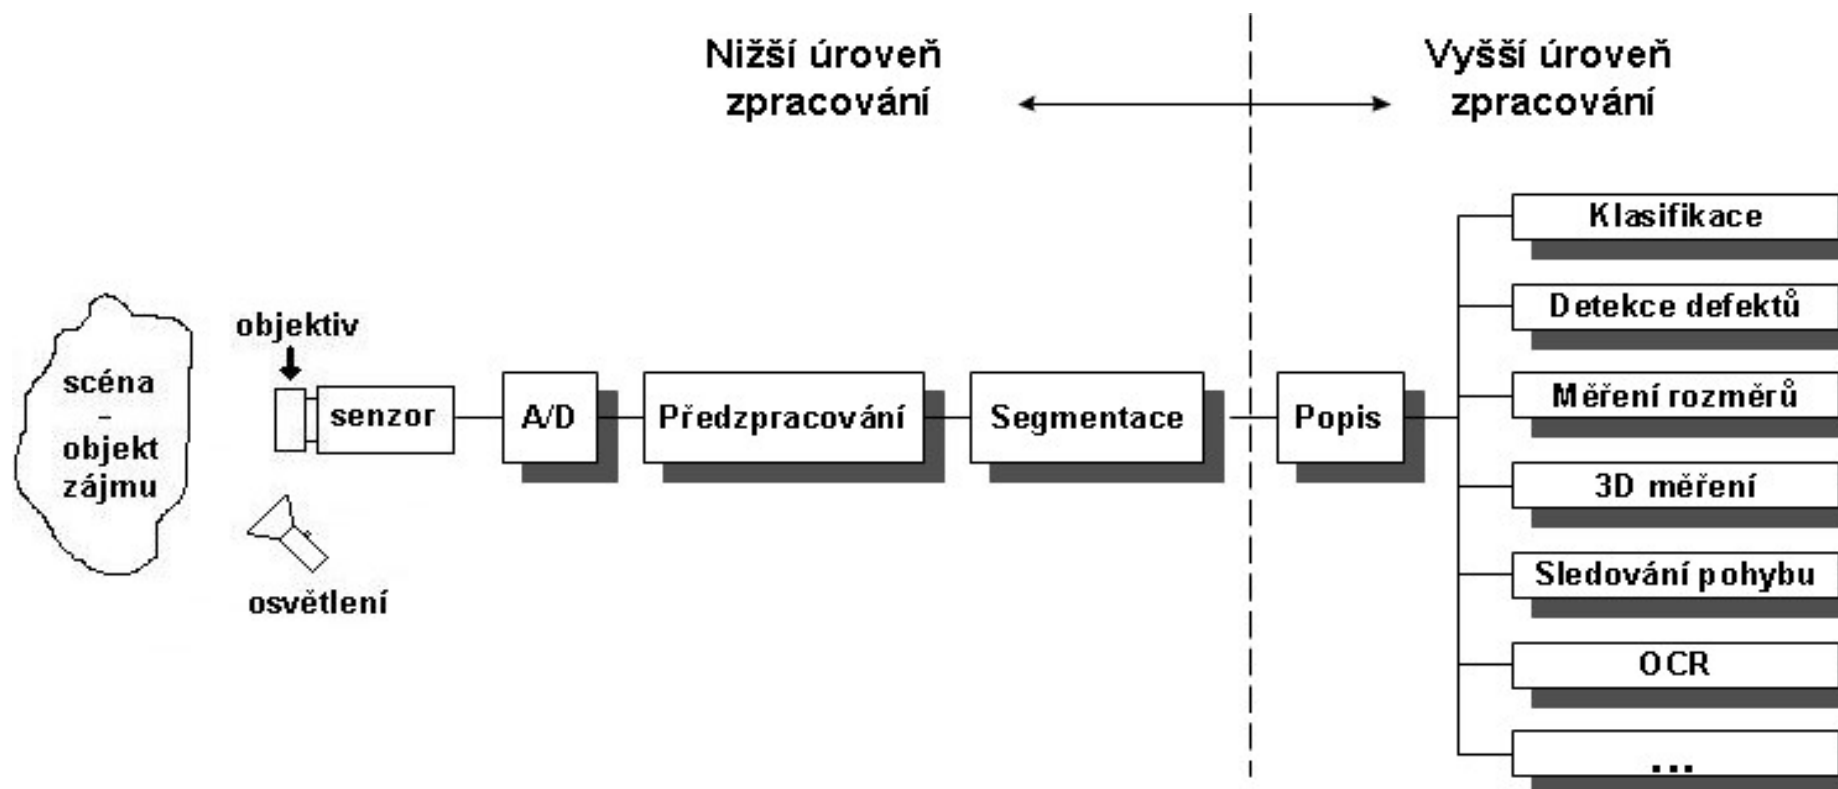 Nižší úroveň
zpracování
Vyšší úroveň
zpracování
scéna
–
objekt
zájmu
objektiv
senzor
osvětlení
A/D
Předzpracování
Segmentace
Popis
Klasifikace
Detekce defektů
Měření rozměrů
3D měření
Sledování pohybu
OCR
...